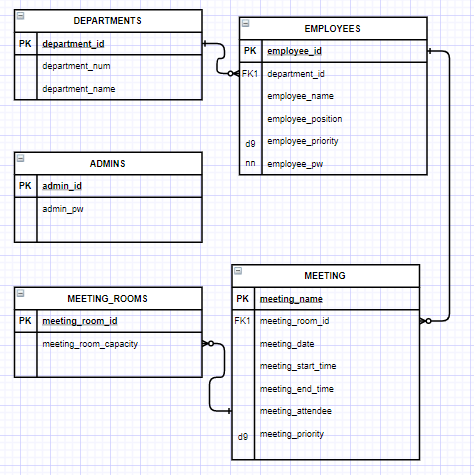 DEPARTMENTS
PK department_id
department_num
department_name
EMPLOYEES
PK employee_id
FK1 department_id
employee_name
employee_position
d9 employee_priority
nn employee_pw
ADMINS
PK admin_id
admin_pw
MEETING_ROOMS
PK meeting_room_id
meeting_room_capacity
MEETING
PK meeting_name
FK1 meeting_room_id
meeting_date
meeting_start_time
meeting_end_time
meeting_attendee
d9 meeting_priority